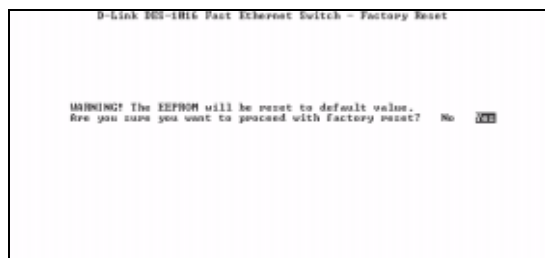 D-Link DES-1016 Fast Ethernet Switch - Factory Reset
WARNING! The EEPROM will be reset to default value.
Are you sure you want to proceed with Factory reset? No Yes